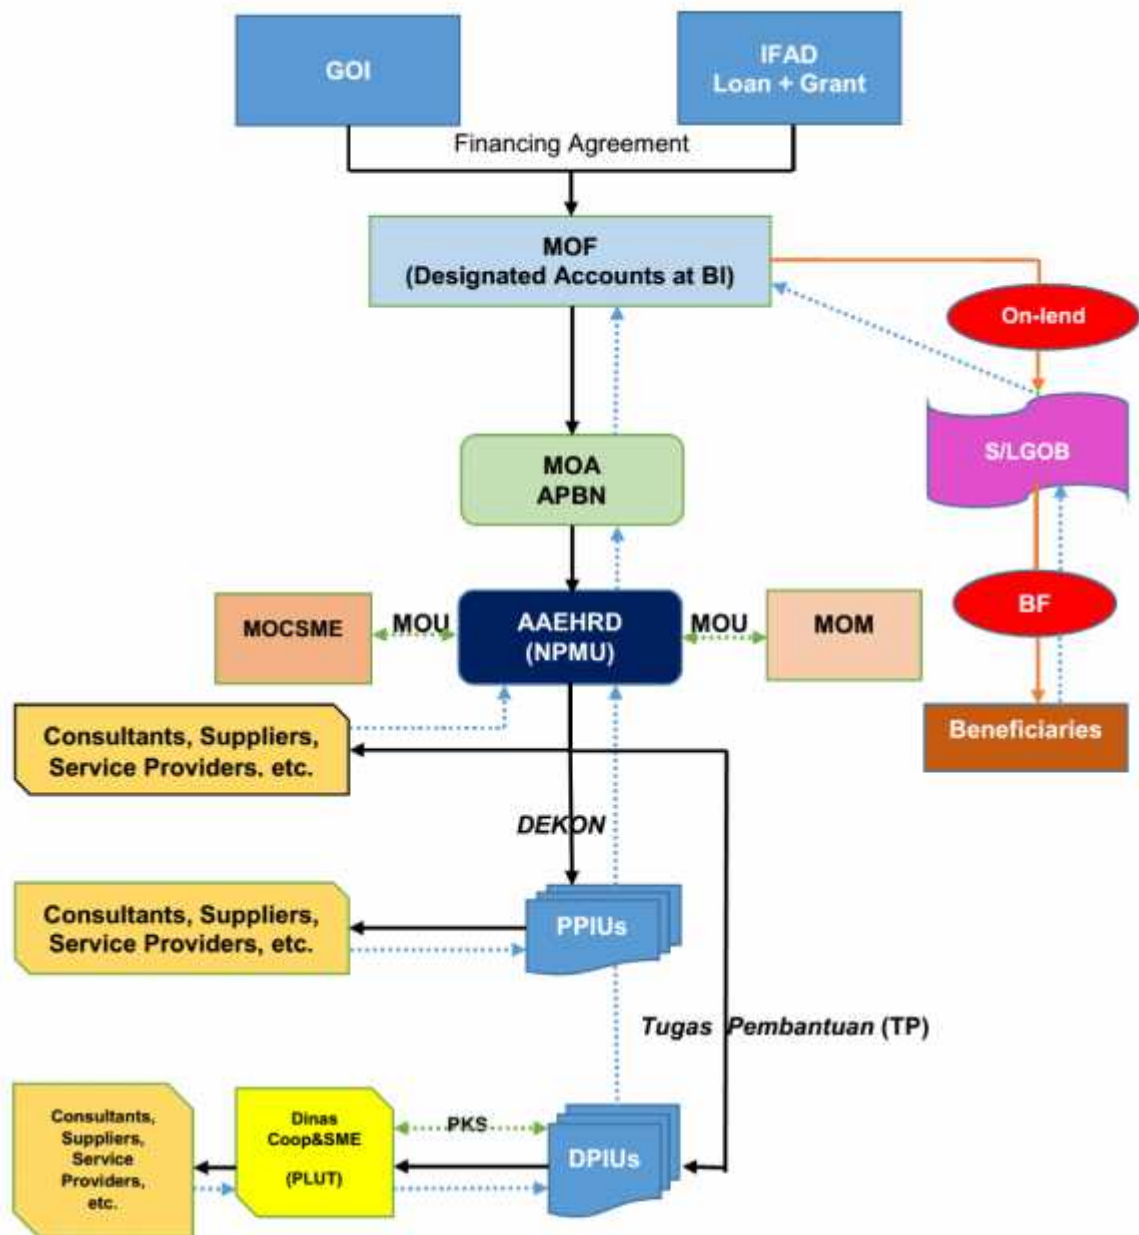 GOI
IFAD
Loan + Grant
Financing Agreement
MOF
(Designated Accounts at BI)
On-lend
S/LGOB
MOA
APBN
BF
MOCSME
MOU
AAEHRD
(NPMU)
MOU
MOM
Beneficiaries
Consultants, Suppliers,
Service Providers. etc.
DEKON
Consultants, Suppliers,
Service Providers, etc.
PPIUs
Tugas Pembantuan (TP)
Consultants,
Suppliers,
Service
Providers,
etc.
Dinas
Coop&SME
(PLUT)
PKS
DPIUs